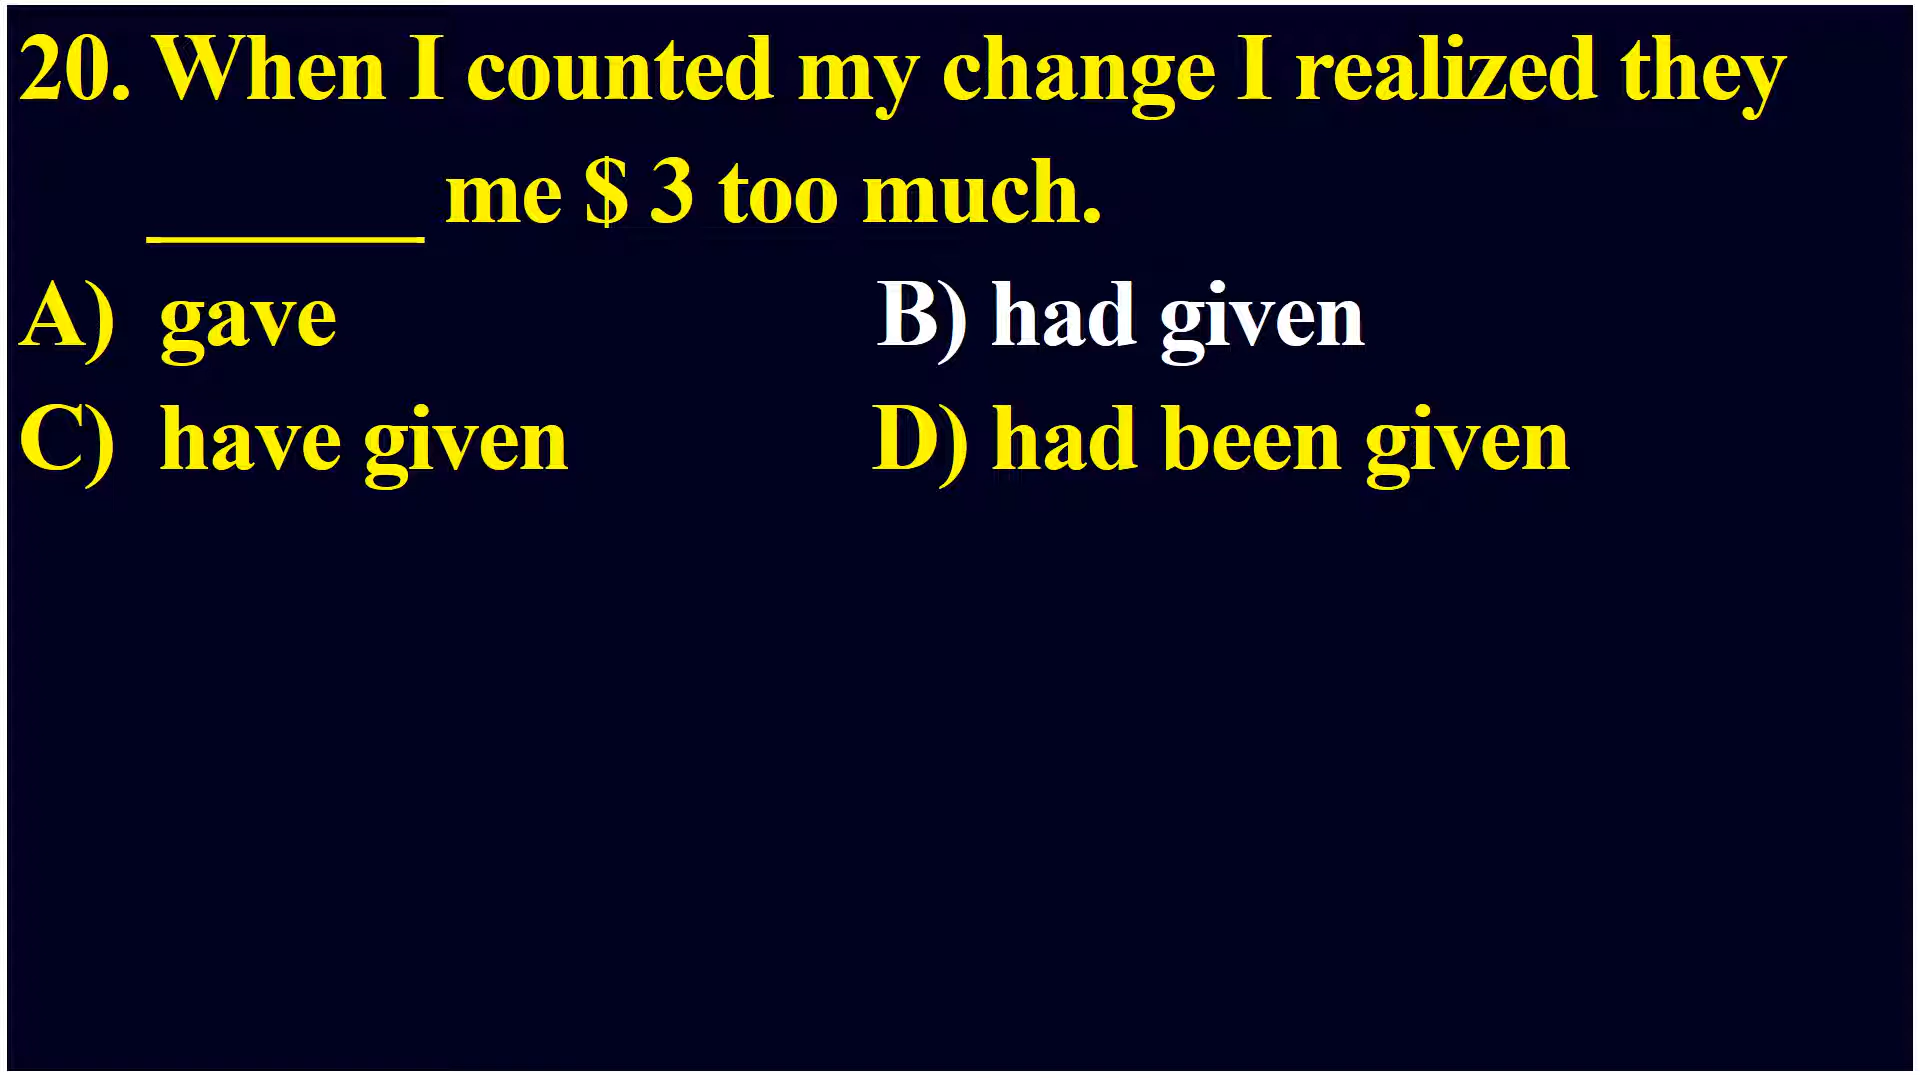 20. When I counted my change I realized they
______ me $ 3 too much.
A) gave B) had given
C) have given D) had been given